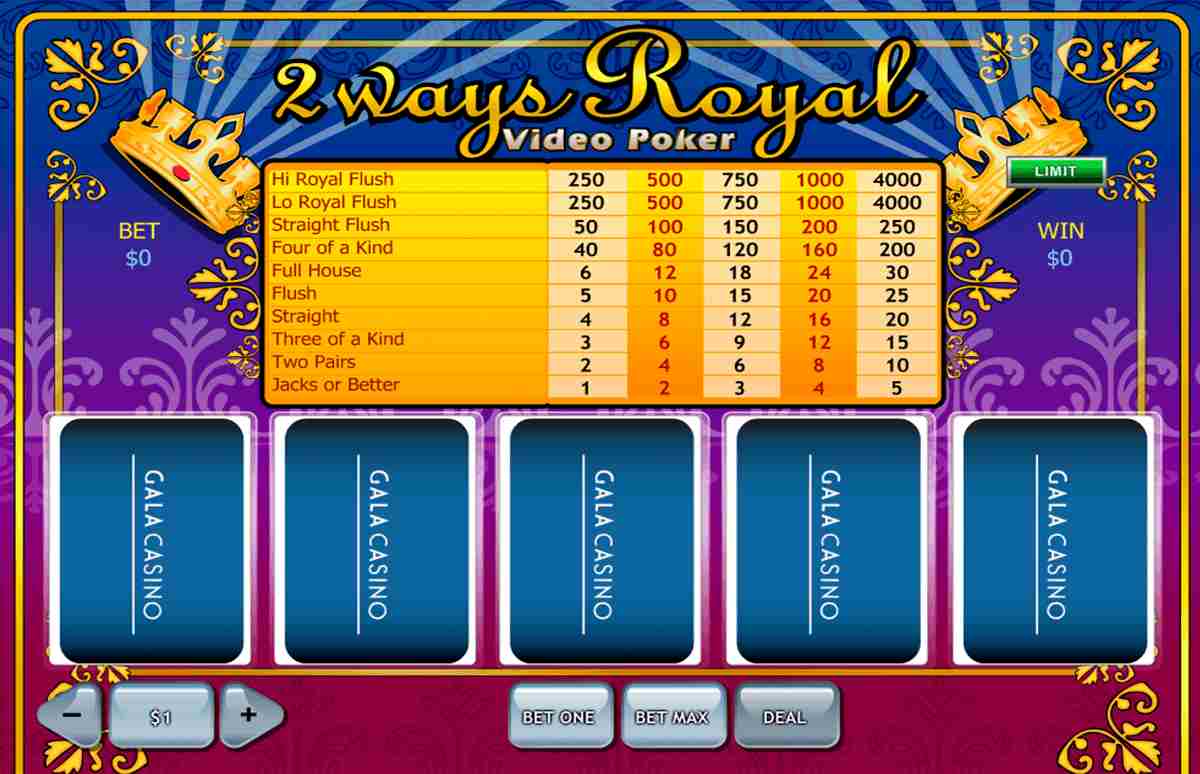 2 ways Royal
Video Poker
LIMIT
BET
$0
WIN
$0
Hi Royal Flush 250 500 750 1000 4000
Lo Royal Flush 250 500 750 1000 4000
Straight Flush 50 100 150 200 250
Four of a Kind 40 80 120 160 200
Full House 6 12 18 24 30
Flush 5 10 15 20 25
Straight 4 8 12 16 20
Three of a Kind 3 6 9 12 15
Two Pairs 2 4 6 8 10
Jacks or Better 1 2 3 4 5
GALA CASINO
GALA CASINO
GALA CASINO
GALA CASINO
GALA CASINO
− $1 + BET ONE BET MAX DEAL